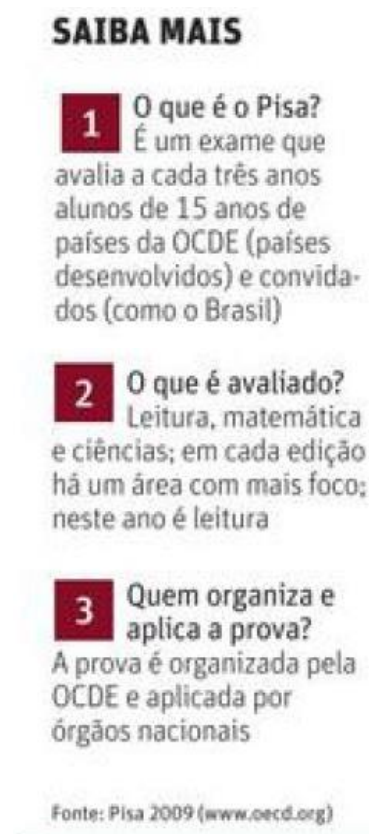 SAIBA MAIS
1 O que é o Pisa?
É um exame que
avalia a cada três anos
alunos de 15 anos de
países da OCDE (países
desenvolvidos) e convida-
dos (como o Brasil)
2 O que é avaliado?
Leitura, matemática
e ciências; em cada edição
há um área com mais foco;
neste ano é leitura
3 Quem organiza e
aplica a prova?
A prova é organizada pela
OCDE e aplicada por
órgãos nacionais
Fonte: Pisa 2009 (www.oecd.org)